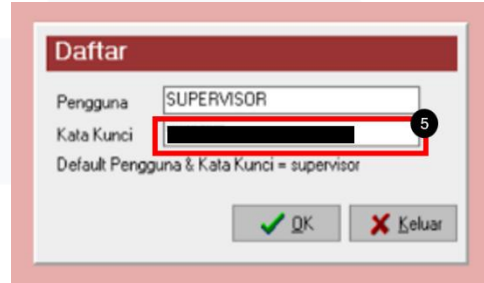 Daftar
Pengguna SUPERVISOR
Kata Kunci
5
Default Pengguna & Kata Kunci = supervisor
OK Keluar